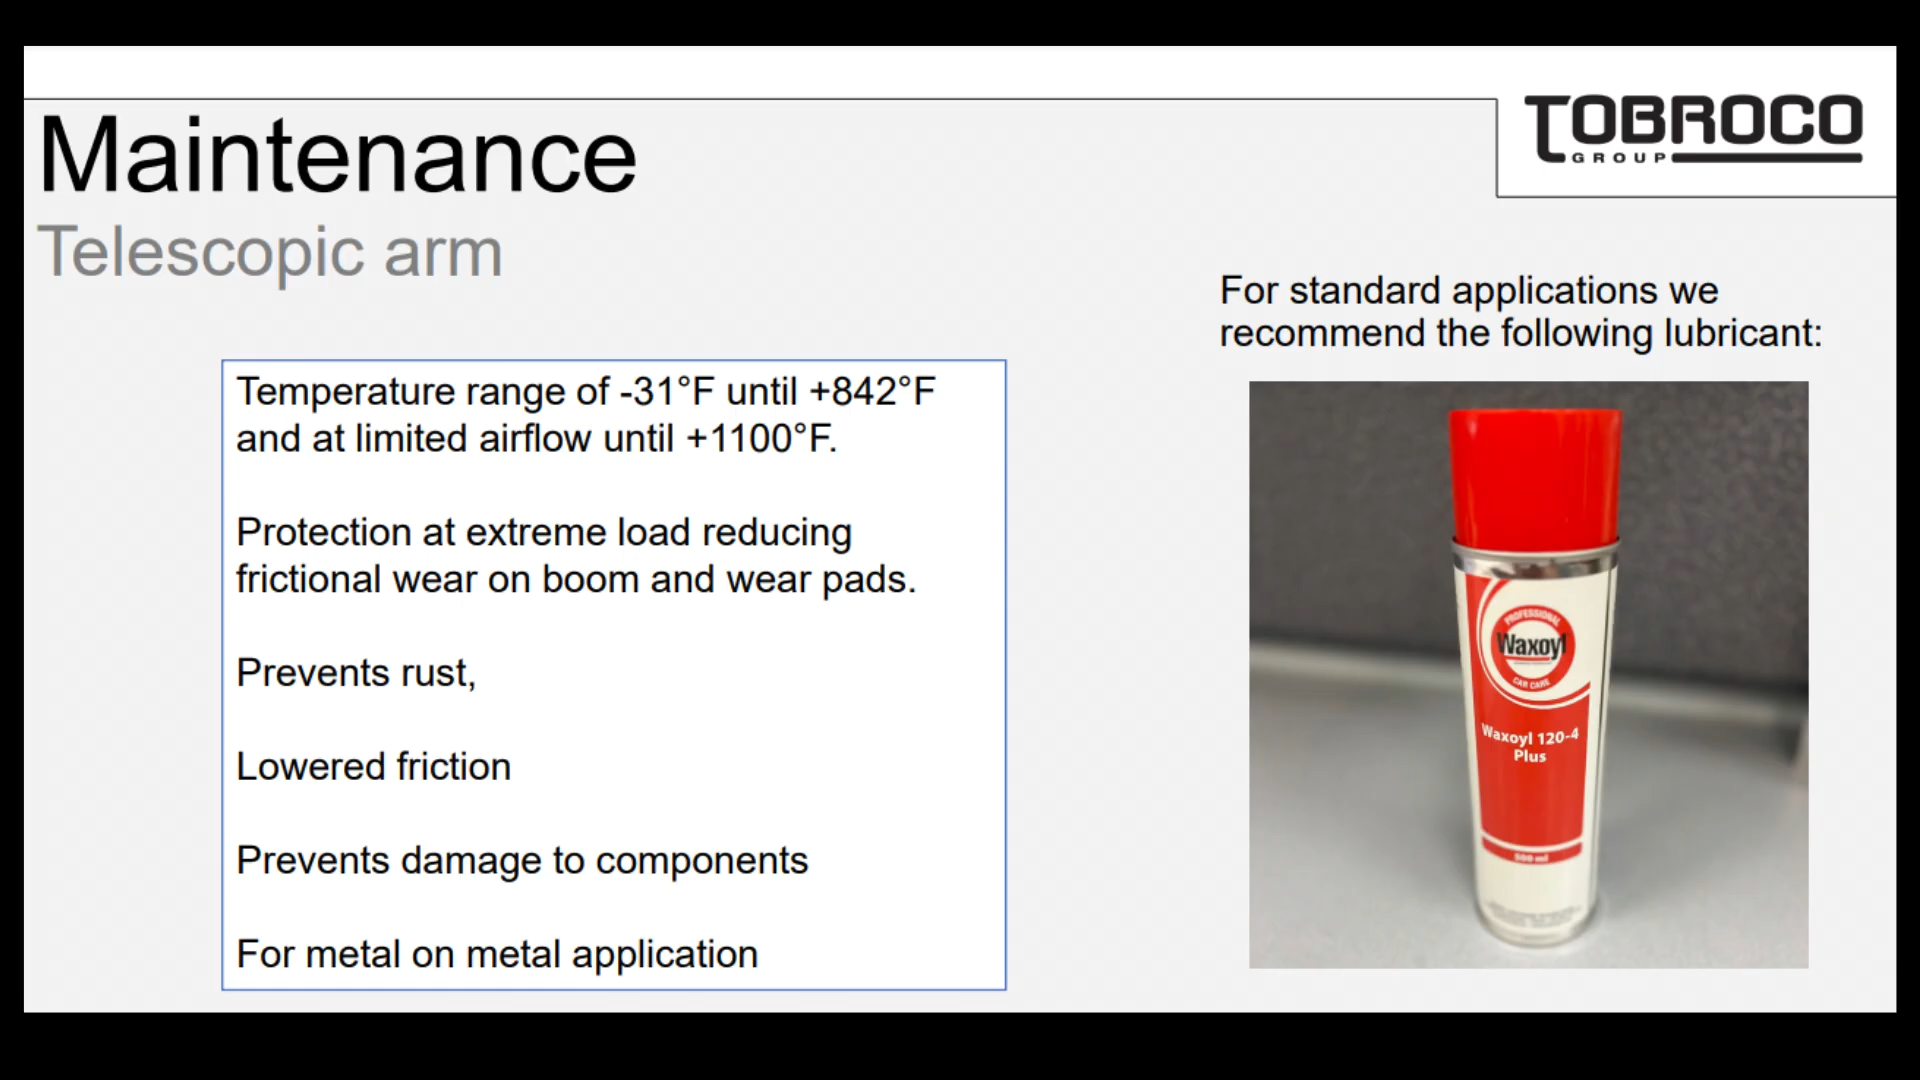 TOBROCO
GROUP
Maintenance
Telescopic arm
For standard applications we
recommend the following lubricant:
Temperature range of -31°F until +842°F
and at limited airflow until +1100°F.
Protection at extreme load reducing
frictional wear on boom and wear pads.
Prevents rust,
Lowered friction
Prevents damage to components
For metal on metal application
PROFESSIONAL
Waxoyl
CAR CARE
Waxoyl 120-4
Plus
500 ml